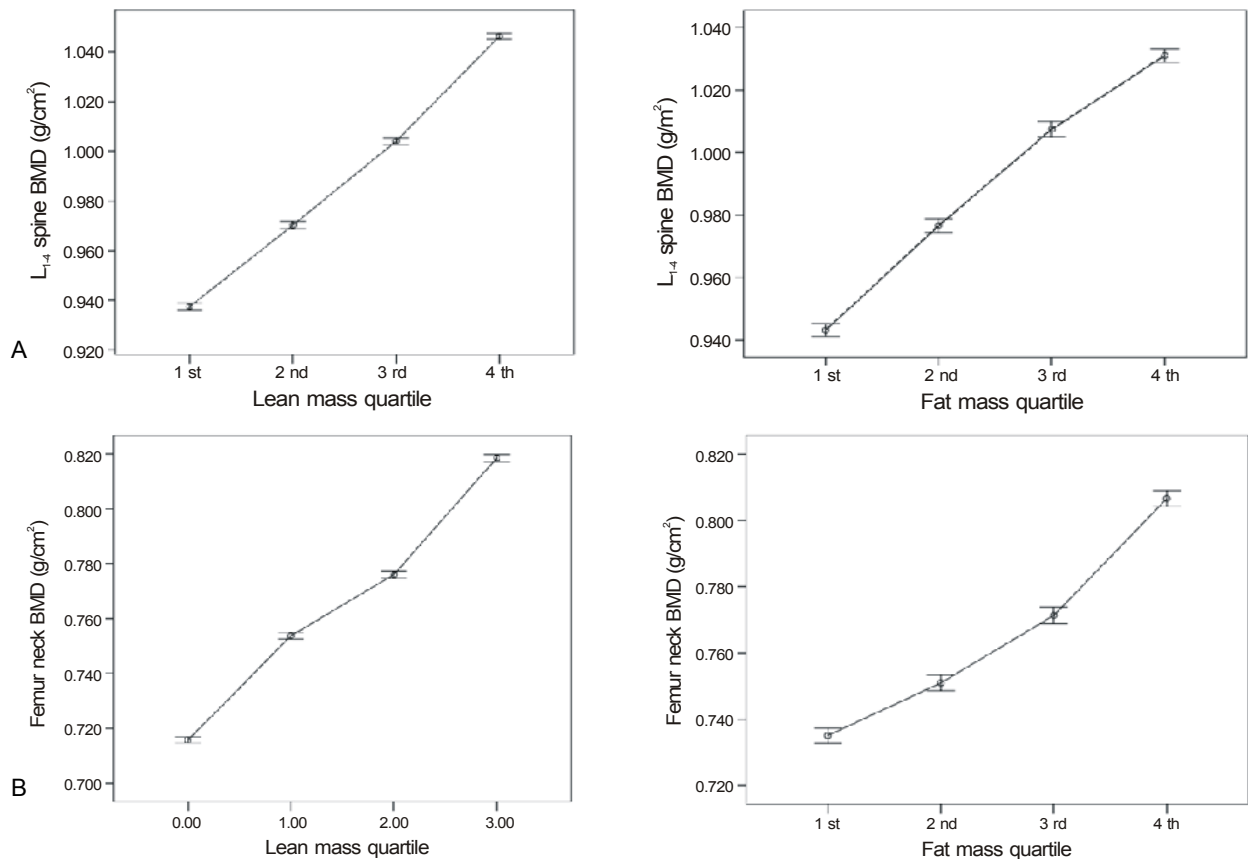 1.040
1.020
1.000
0.980
0.960
0.940
0.920
L1-4 spine BMD (g/cm2)
1 st 2 nd 3 rd 4 th
Lean mass quartile
1.040
1.020
1.000
0.980
0.960
0.940
L1-4 spine BMD (g/m2)
1 st 2 nd 3 rd 4 th
Fat mass quartile
A
0.820
0.800
0.780
0.760
0.740
0.720
0.700
Femur neck BMD (g/cm2)
0.00 1.00 2.00 3.00
Lean mass quartile
0.820
0.800
0.780
0.760
0.740
0.720
Femur neck BMD (g/cm2)
1 st 2 nd 3 rd 4 th
Fat mass quartile
B